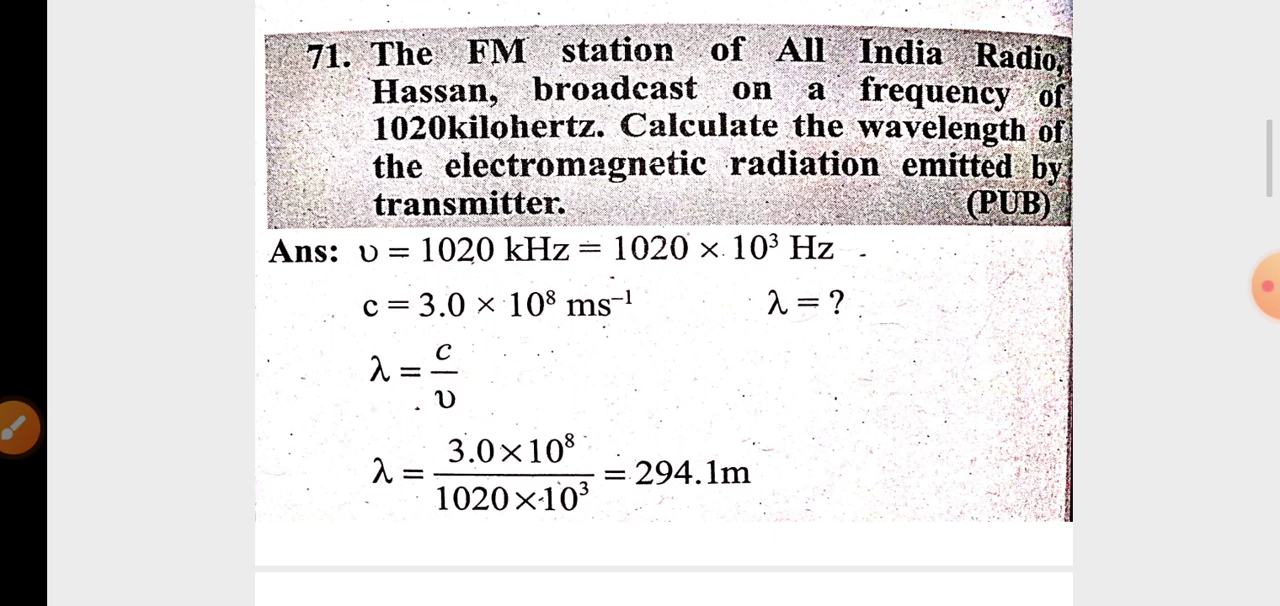 71. The FM station of All India Radio,
Hassan, broadcast on a frequency of
1020kilohertz. Calculate the wavelength of
the electromagnetic radiation emitted by
transmitter. (PUB)
Ans: υ = 1020 kHz = 1020 × 10³ Hz
c = 3.0 × 10⁸ ms⁻¹ λ = ?
λ = c/υ
λ = 3.0×10⁸/1020×10³ = 294.1m